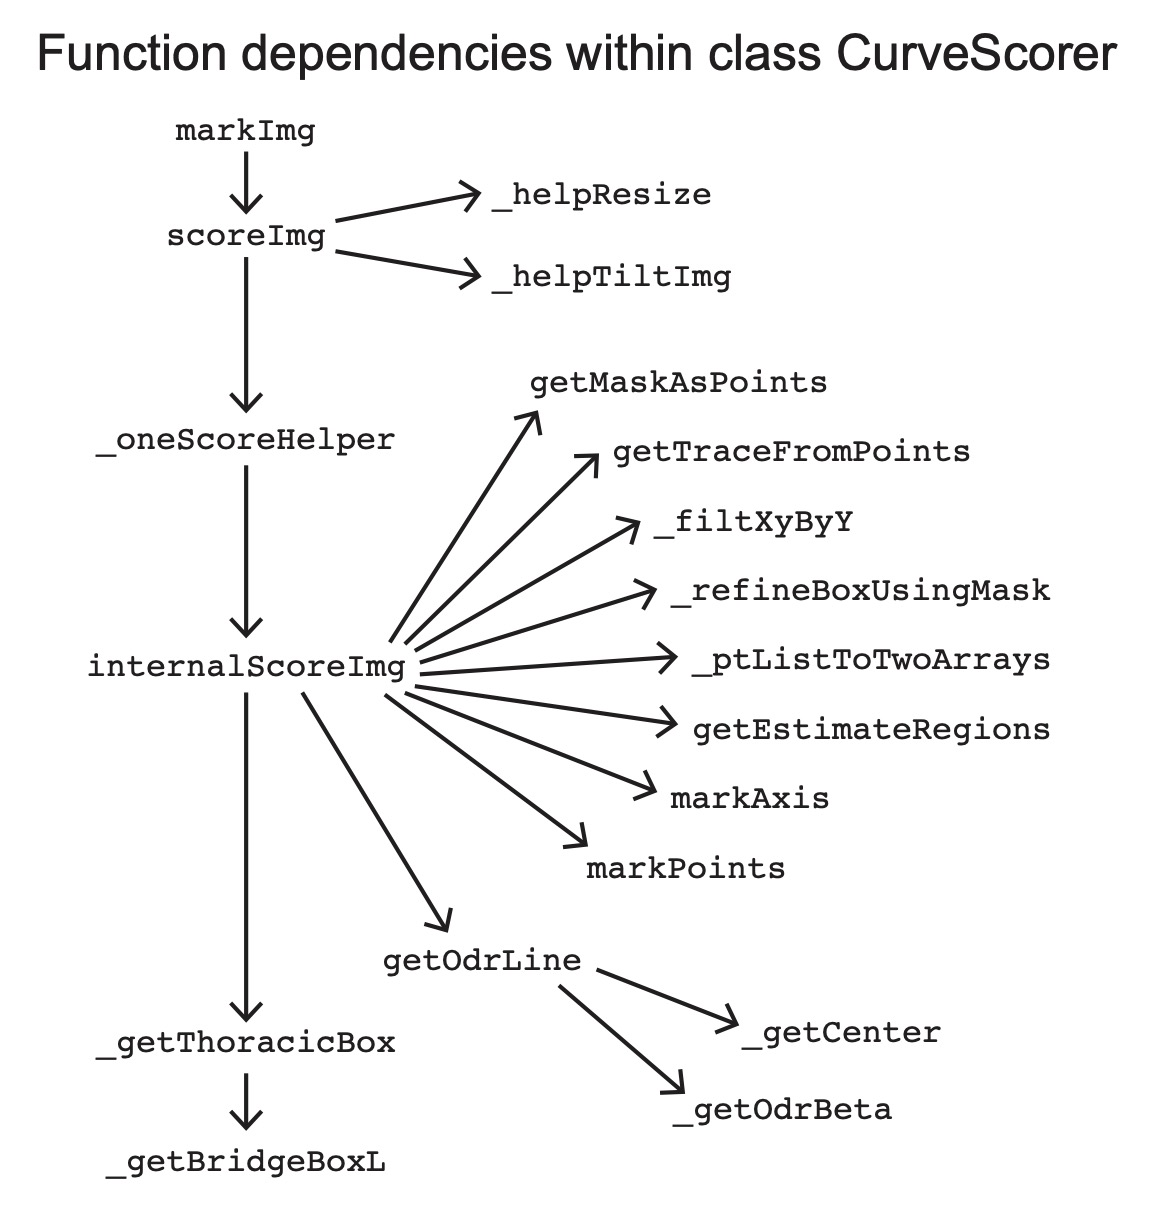 Function dependencies within class CurveScorer
markImg
_helpResize
scoreImg
_helpTiltImg
getMaskAsPoints
_oneScoreHelper
getTraceFromPoints
_filtXyByY
_refineBoxUsingMask
internalScoreImg
_ptListToTwoArrays
getEstimateRegions
markAxis
markPoints
getOdrLine
_getCenter
_getThoracicBox
_getOdrBeta
_getBridgeBoxL